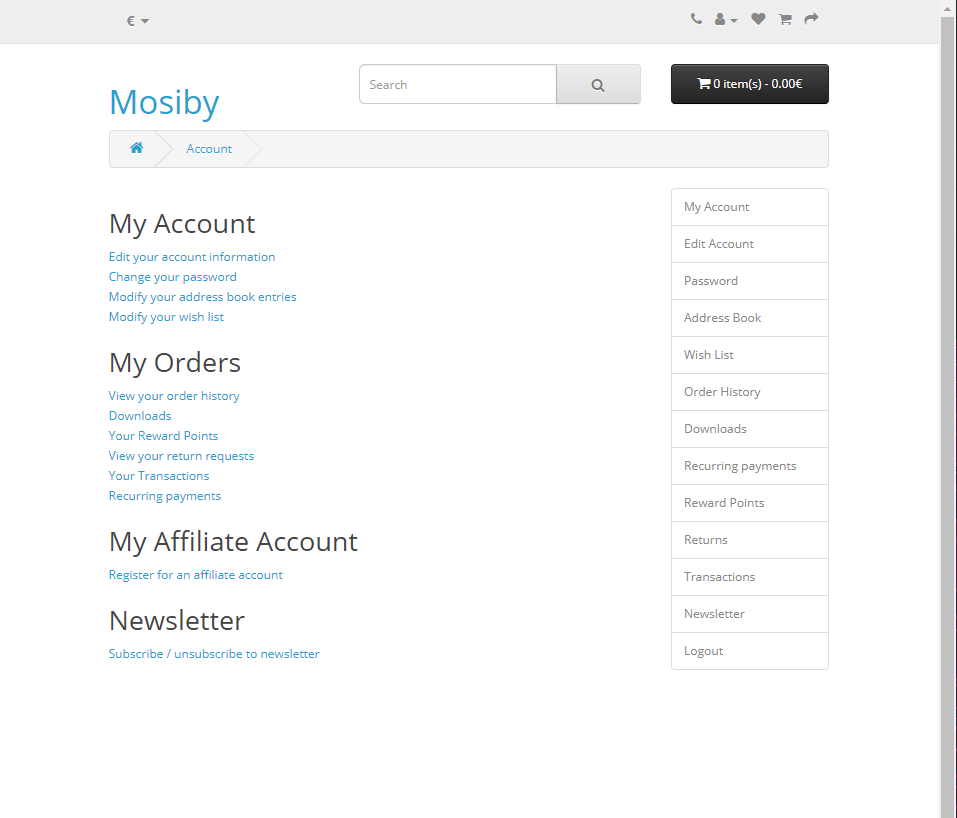 €
Mosiby
Search
0 item(s) - 0.00€
Account
My Account
Edit your account information
Change your password
Modify your address book entries
Modify your wish list
My Orders
View your order history
Downloads
Your Reward Points
View your return requests
Your Transactions
Recurring payments
My Affiliate Account
Register for an affiliate account
Newsletter
Subscribe / unsubscribe to newsletter
My Account
Edit Account
Password
Address Book
Wish List
Order History
Downloads
Recurring payments
Reward Points
Returns
Transactions
Newsletter
Logout